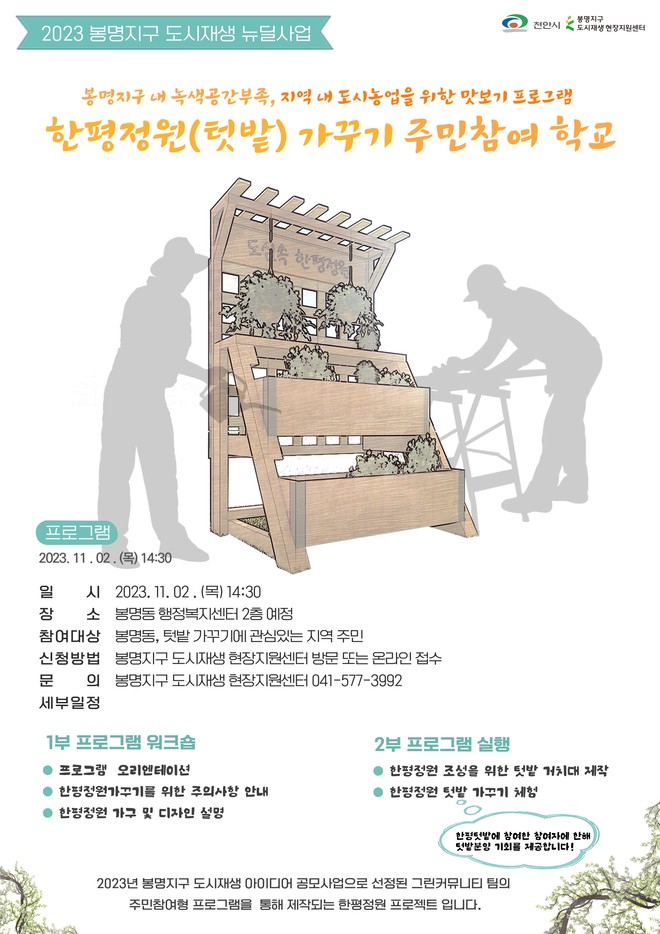 2023 봉명지구 도시재생 뉴딜사업
천안시
봉명지구
도시재생 현장지원센터
봉명지구 내 녹색공간부족, 지역 내 도시농업을 위한 맛보기 프로그램
한평정원(텃밭) 가꾸기 주민참여 학교
도심속 한평정원
프로그램
2023. 11 . 02 . (목) 14:30
일 시 2023. 11. 02 . (목) 14:30
장 소 봉명동 행정복지센터 2층 예정
참여대상 봉명동, 텃밭 가꾸기에 관심있는 지역 주민
신청방법 봉명지구 도시재생 현장지원센터 방문 또는 온라인 접수
문 의 봉명지구 도시재생 현장지원센터 041-577-3992
세부일정
1부 프로그램 워크숍
프로그램 오리엔테이션
한평정원가꾸기를 위한 주의사항 안내
한평정원 가구 및 디자인 설명
2부 프로그램 실행
한평정원 조성을 위한 텃밭 거치대 제작
한평정원 텃밭 가꾸기 체험
한평텃밭에 참여한 참여자에 한해
텃밭분양 기회를 제공합니다!
2023년 봉명지구 도시재생 아이디어 공모사업으로 선정된 그린커뮤니티 팀의
주민참여형 프로그램을 통해 제작되는 한평정원 프로젝트 입니다.